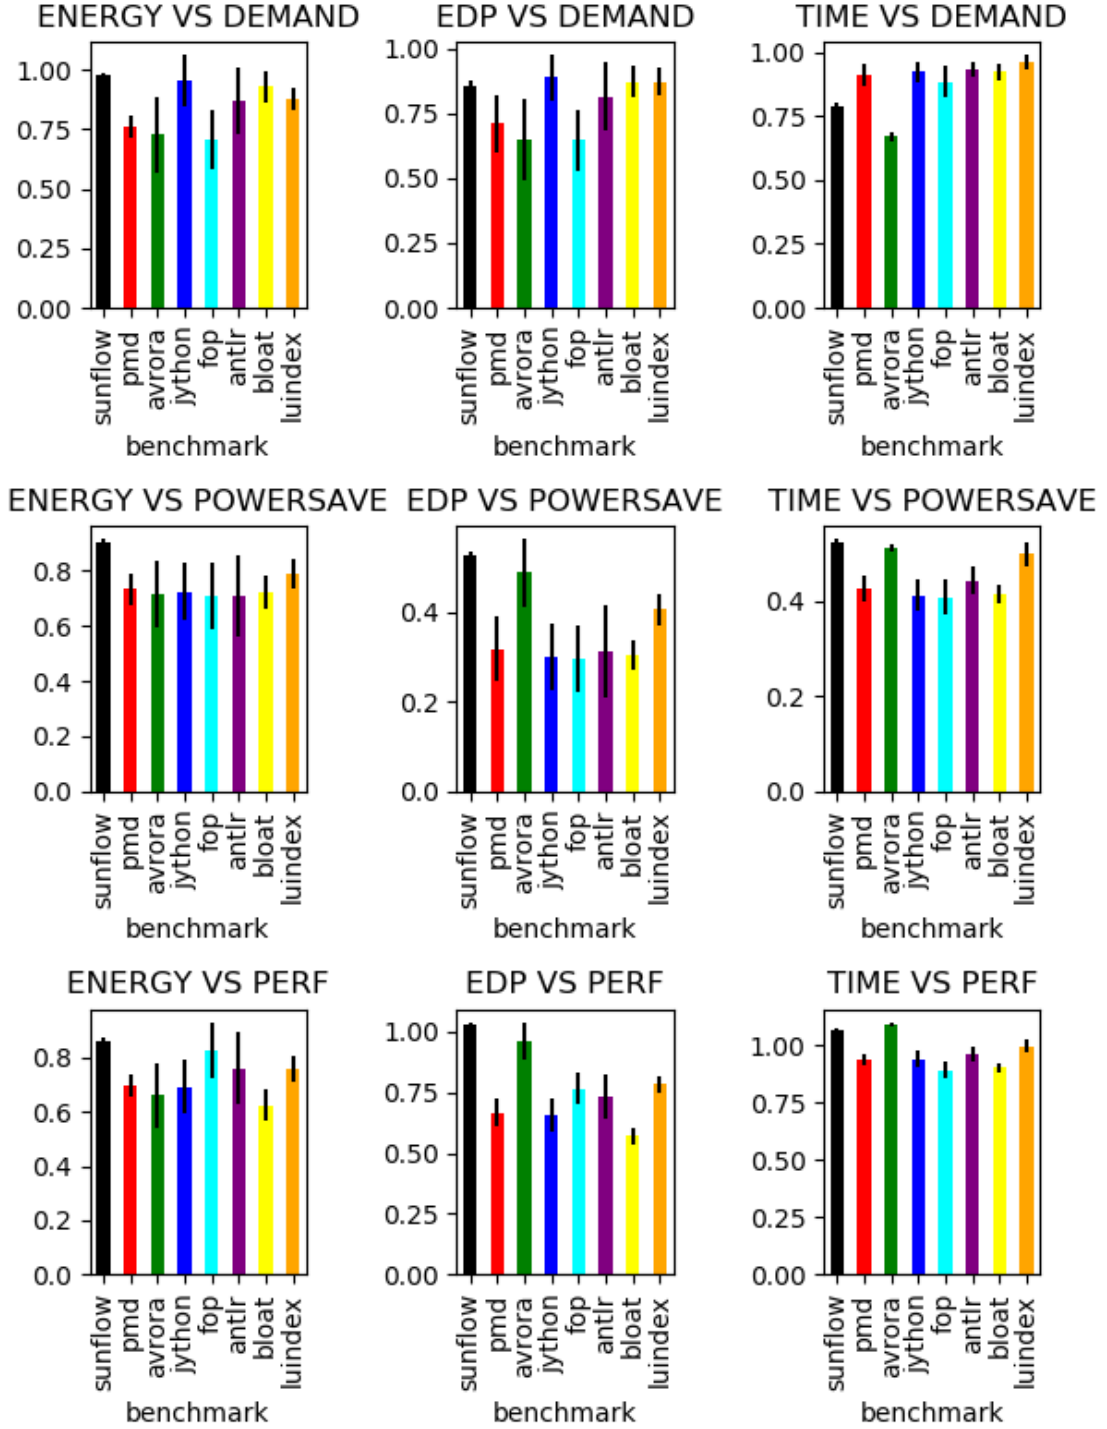 ENERGY VS DEMAND
1.00
0.75
0.50
0.25
0.00
sunflow
pmd
avrora
jython
fop
antlr
bloat
luindex
benchmark
EDP VS DEMAND
1.00
0.75
0.50
0.25
0.00
sunflow
pmd
avrora
jython
fop
antlr
bloat
luindex
benchmark
TIME VS DEMAND
1.00
0.75
0.50
0.25
0.00
sunflow
pmd
avrora
jython
fop
antlr
bloat
luindex
benchmark
ENERGY VS POWERSAVE
0.8
0.6
0.4
0.2
0.0
sunflow
pmd
avrora
jython
fop
antlr
bloat
luindex
benchmark
EDP VS POWERSAVE
0.4
0.2
0.0
sunflow
pmd
avrora
jython
fop
antlr
bloat
luindex
benchmark
TIME VS POWERSAVE
0.4
0.2
0.0
sunflow
pmd
avrora
jython
fop
antlr
bloat
luindex
benchmark
ENERGY VS PERF
0.8
0.6
0.4
0.2
0.0
sunflow
pmd
avrora
jython
fop
antlr
bloat
luindex
benchmark
EDP VS PERF
1.00
0.75
0.50
0.25
0.00
sunflow
pmd
avrora
jython
fop
antlr
bloat
luindex
benchmark
TIME VS PERF
1.00
0.75
0.50
0.25
0.00
sunflow
pmd
avrora
jython
fop
antlr
bloat
luindex
benchmark